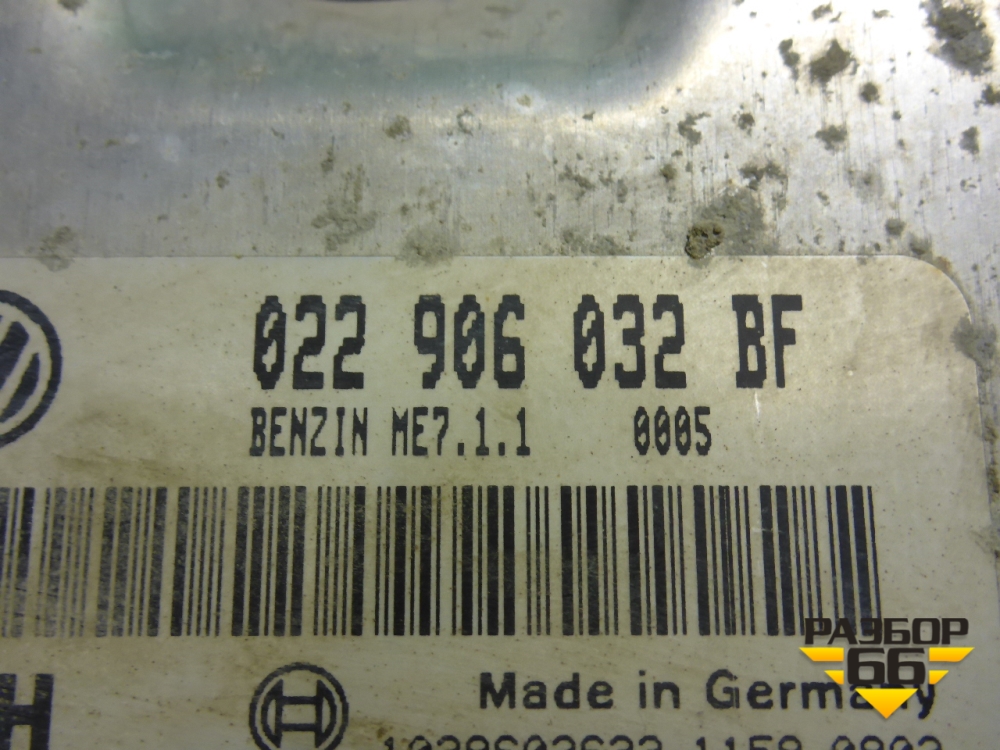 022 906 032 BF
BENZIN ME7.1.1 0005
РАЗБОР
66
Made in Germany